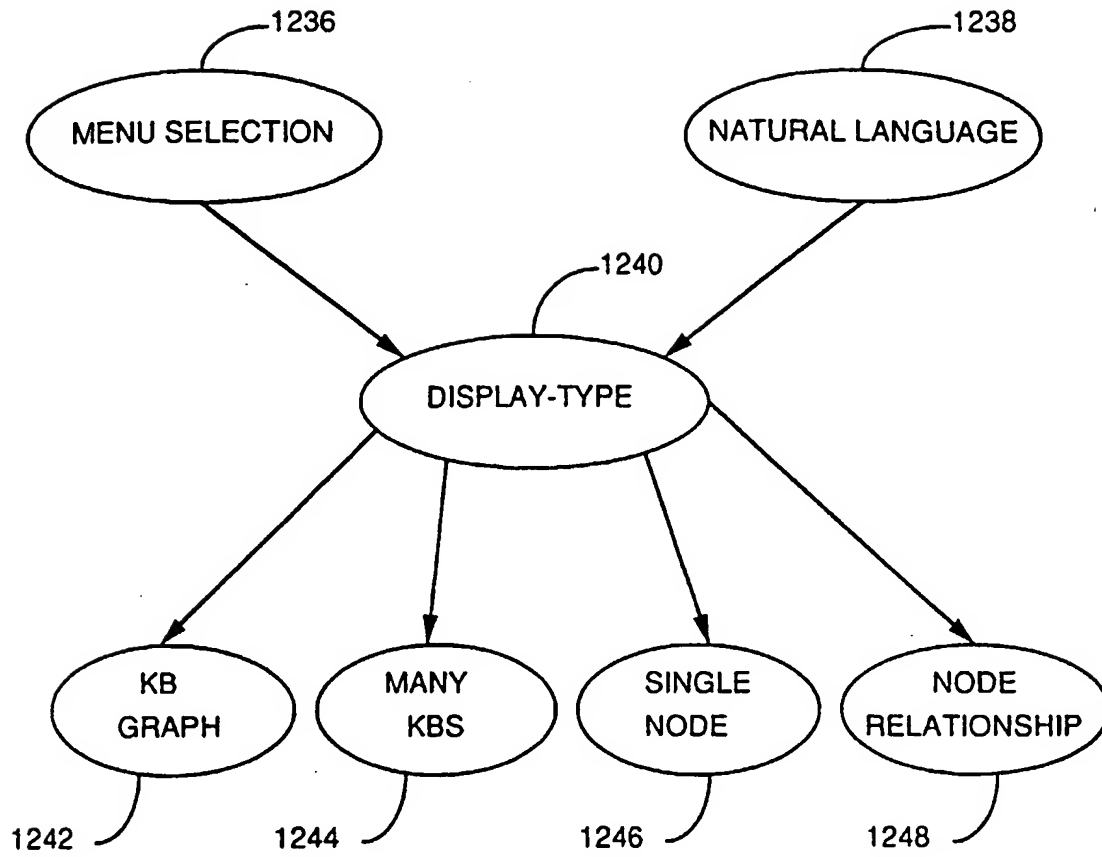 1236
1238
MENU SELECTION
NATURAL LANGUAGE
1240
DISPLAY-TYPE
KB
GRAPH
MANY
KBS
SINGLE
NODE
NODE
RELATIONSHIP
1242
1244
1246
1248